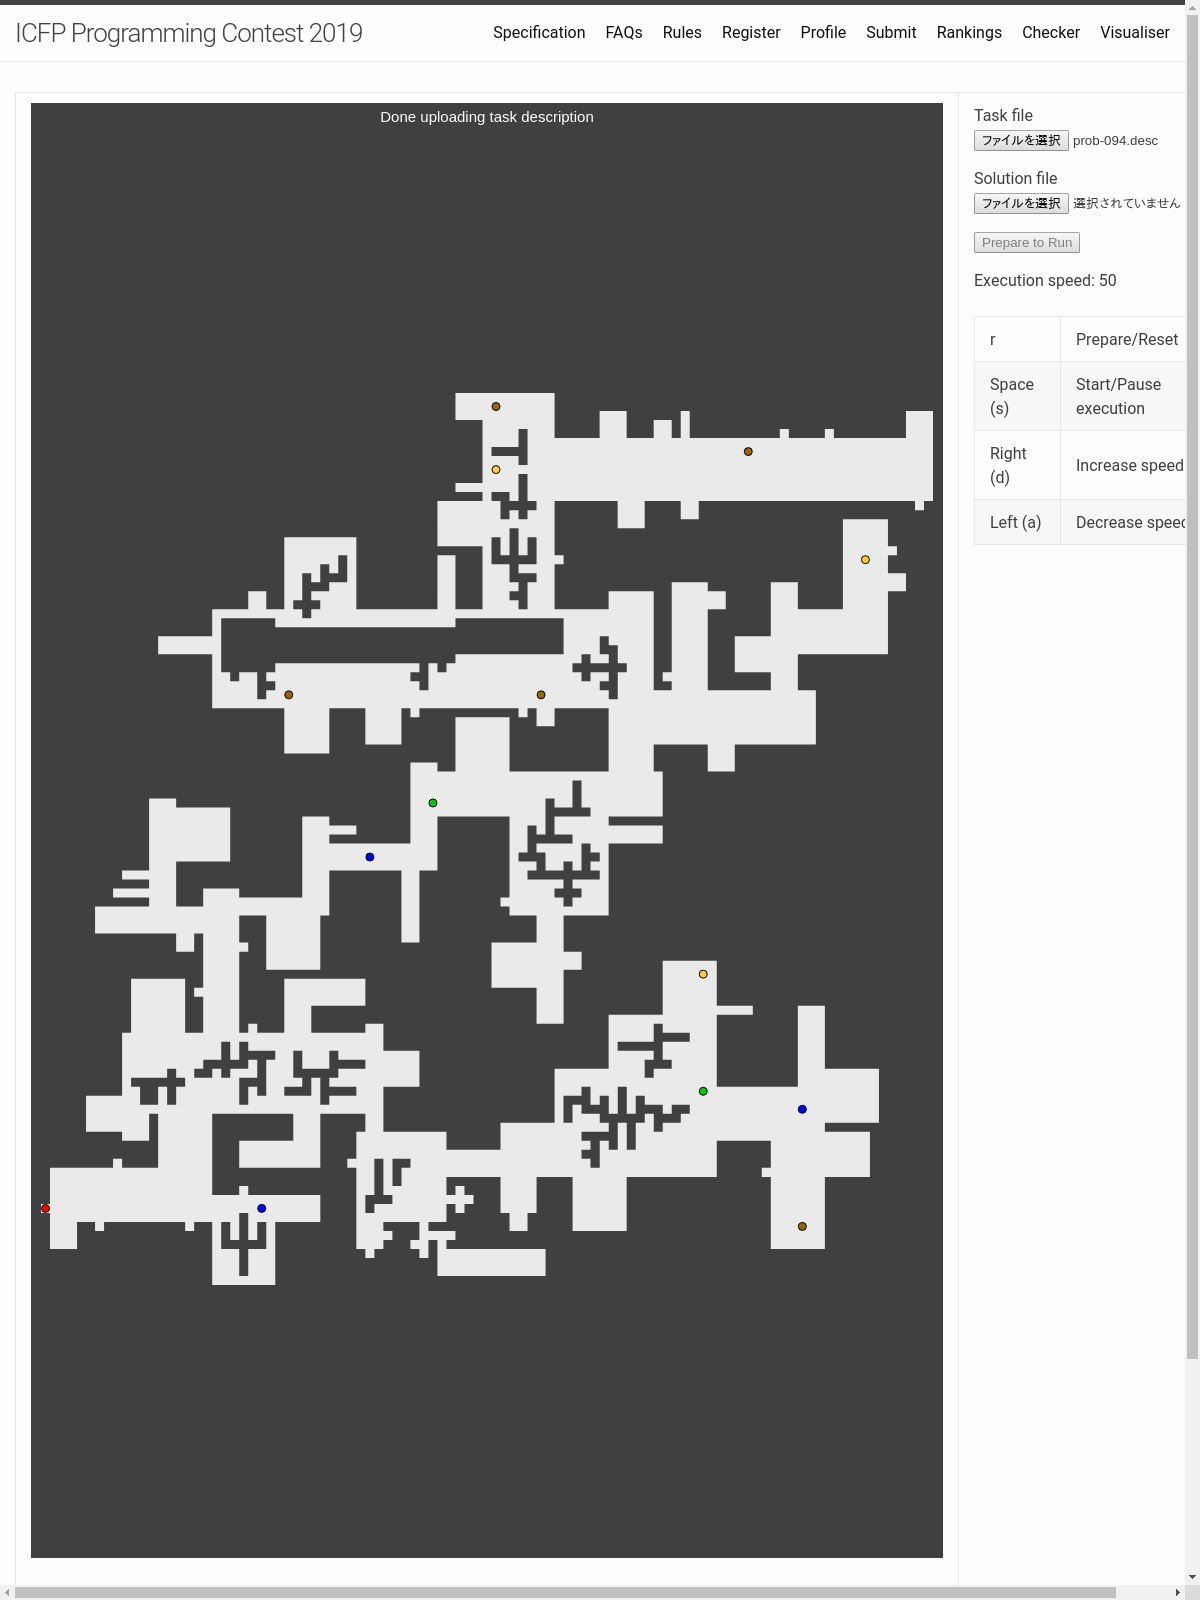 ICFP Programming Contest 2019
Specification FAQs Rules Register Profile Submit Rankings Checker Visualiser
Done uploading task description
Task file
ファイルを選択 prob-094.desc
Solution file
ファイルを選択 選択されていません
Prepare to Run
Execution speed: 50
r Prepare/Reset
Space (s) Start/Pause execution
Right (d) Increase speed
Left (a) Decrease speed